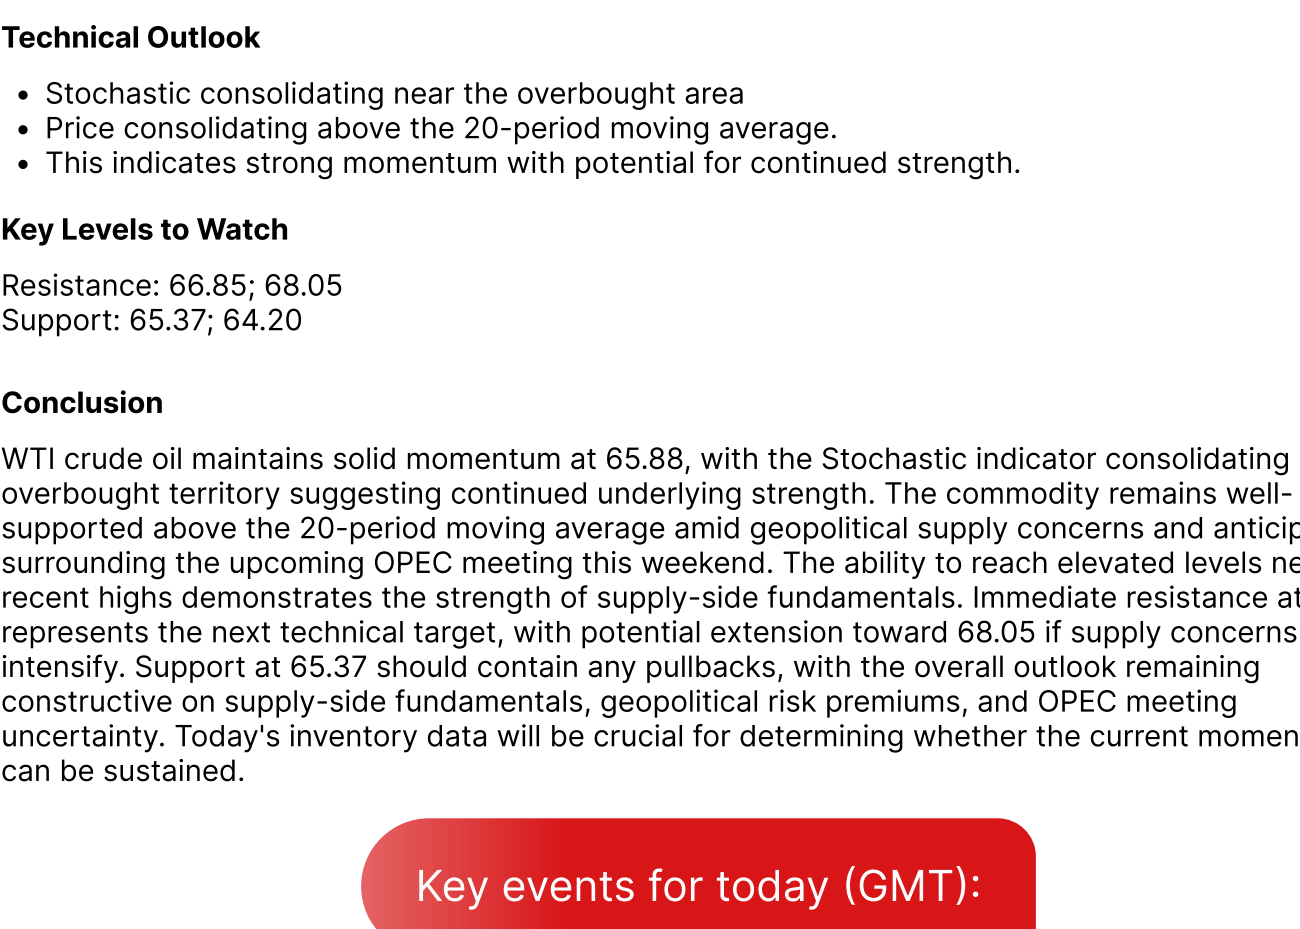 Technical Outlook
• Stochastic consolidating near the overbought area
• Price consolidating above the 20-period moving average.
• This indicates strong momentum with potential for continued strength.
Key Levels to Watch
Resistance: 66.85; 68.05
Support: 65.37; 64.20
Conclusion
WTI crude oil maintains solid momentum at 65.88, with the Stochastic indicator consolidating
overbought territory suggesting continued underlying strength. The commodity remains well-
supported above the 20-period moving average amid geopolitical supply concerns and
surrounding the upcoming OPEC meeting this weekend. The ability to reach elevated levels
recent highs demonstrates the strength of supply-side fundamentals. Immediate resistance at
represents the next technical target, with potential extension toward 68.05 if supply concerns
intensify. Support at 65.37 should contain any pullbacks, with the overall outlook remaining
constructive on supply-side fundamentals, geopolitical risk premiums, and OPEC meeting
uncertainty. Today's inventory data will be crucial for determining whether the current
can be sustained.
Key events for today (GMT):